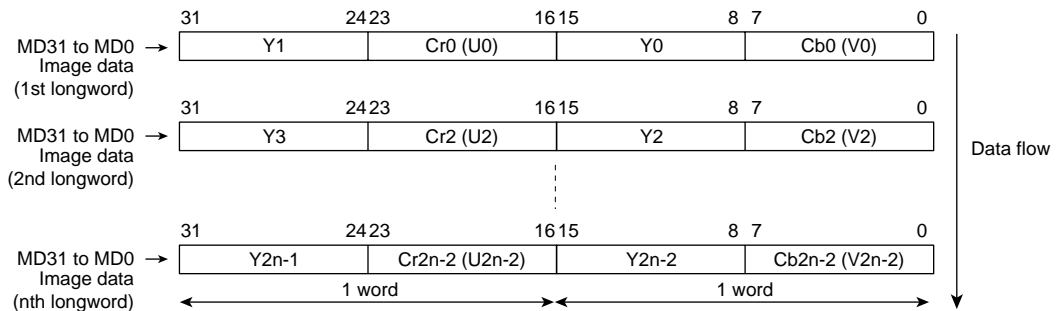 31 24 23 16 15 8 7 0
MD31 to MD0 Y1 Cr0 (U0) Y0 Cb0 (V0)
Image data
(1st longword)
31 24 23 16 15 8 7 0
MD31 to MD0 Y3 Cr2 (U2) Y2 Cb2 (V2)
Image data
(2nd longword)
Data flow
31 24 23 16 15 8 7 0
MD31 to MD0 Y2n-1 Cr2n-2 (U2n-2) Y2n-2 Cb2n-2 (V2n-2)
Image data
(nth longword) 1 word 1 word